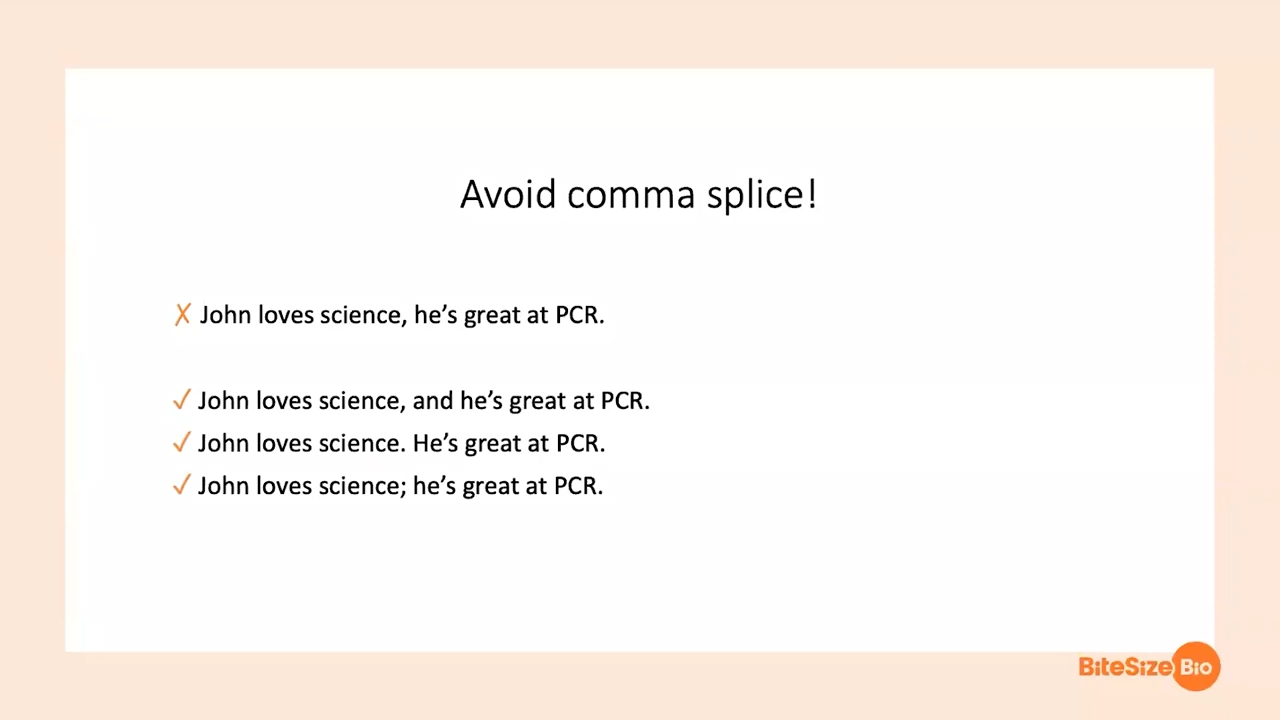 Avoid comma splice!
✗ John loves science, he’s great at PCR.
✓ John loves science, and he’s great at PCR.
✓ John loves science. He’s great at PCR.
✓ John loves science; he’s great at PCR.
BiteSize Bio